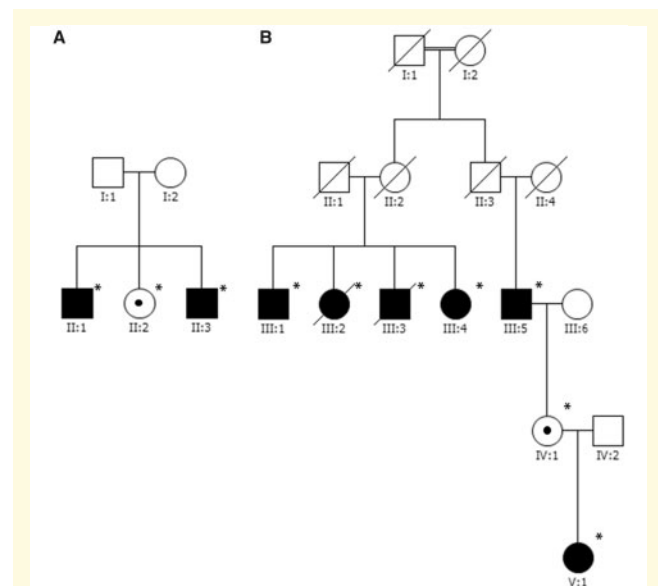 A B
I:1 I:2
I:1 I:2
II:1 II:2 II:3 II:4
* * * * * * * *
II:1 II:2 II:3 III:1 III:2 III:3 III:4 III:5 III:6
*
IV:1 IV:2
*
V:1